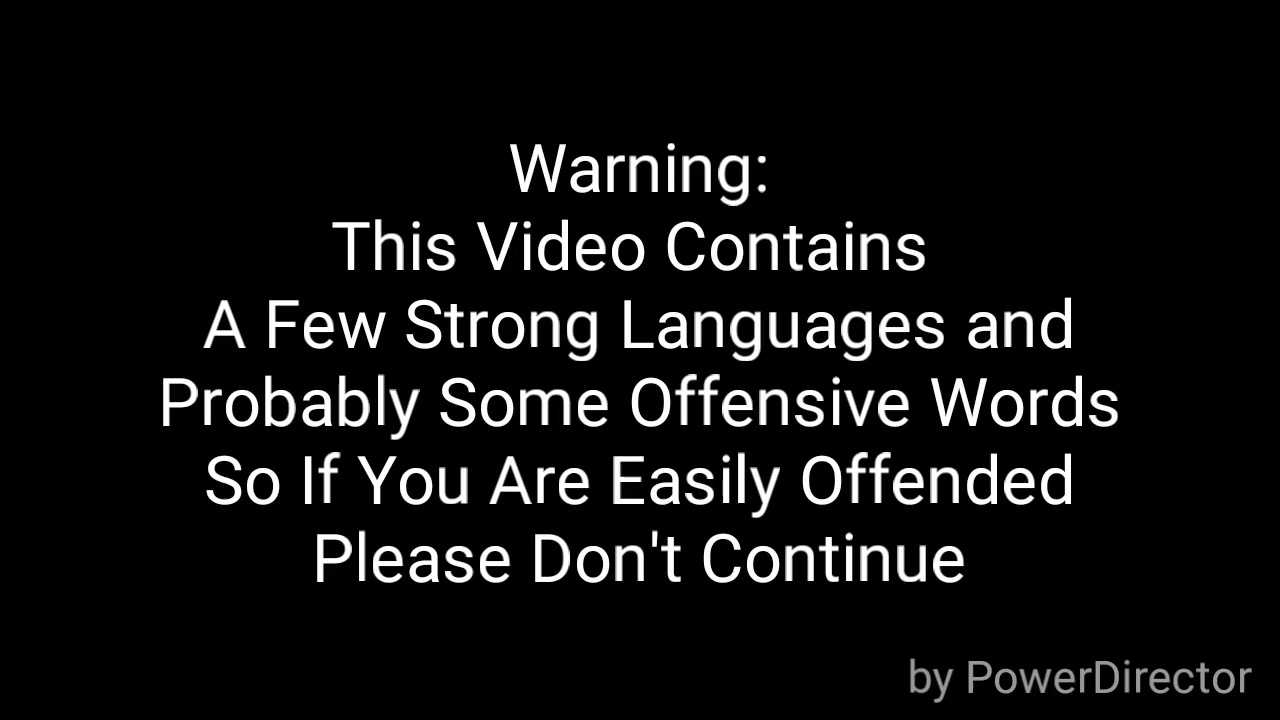 Warning:
This Video Contains
A Few Strong Languages and
Probably Some Offensive Words
So If You Are Easily Offended
Please Don't Continue
by PowerDirector